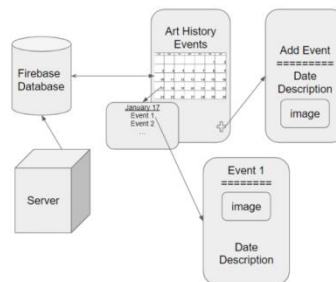 Firebase
Database
Server
Art History
Events
January 17
Event 1
Event 2
...
Add Event
=========
Date
Description
image
Event 1
========
image
Date
Description